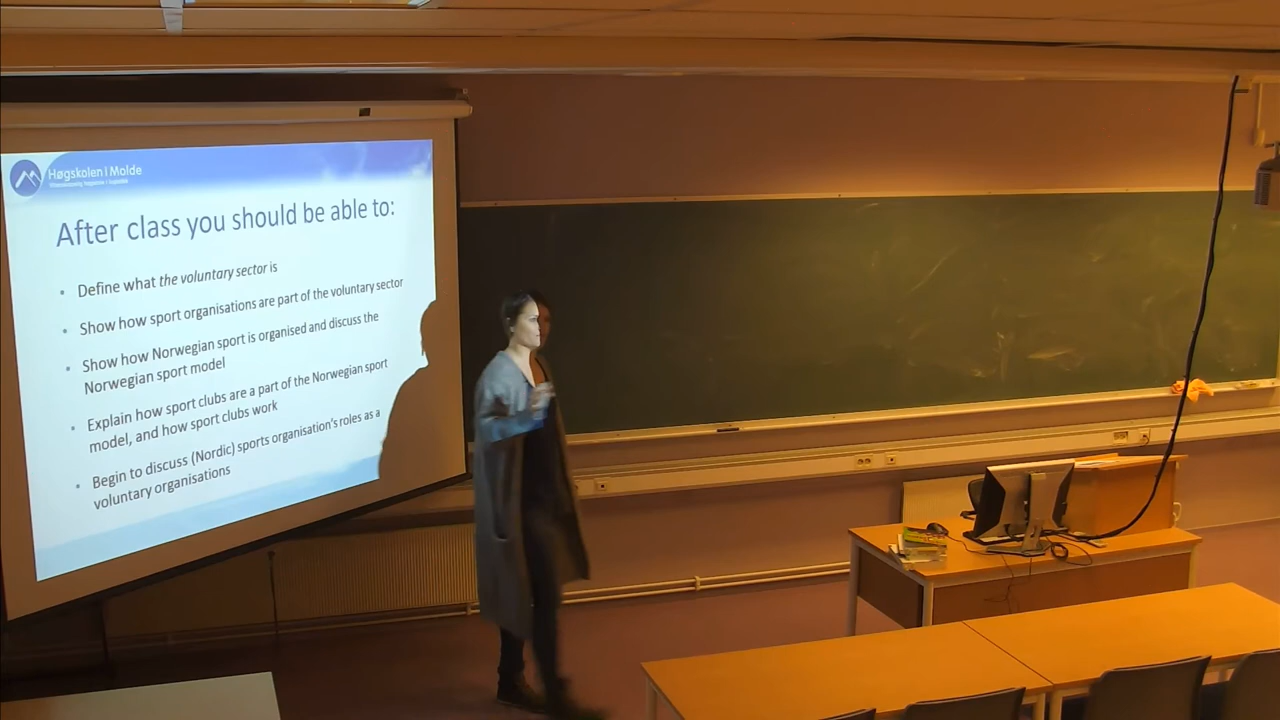 Høgskolen i Molde
Vitenskapelig høgskole i logistikk
After class you should be able to:
• Define what the voluntary sector is
• Show how sport organisations are part of the voluntary sector
• Show how Norwegian sport is organised and discuss the
Norwegian sport model
• Explain how sport clubs are a part of the Norwegian sport
model, and how sport clubs work
• Begin to discuss (Nordic) sports organisation's roles as a
voluntary organisations